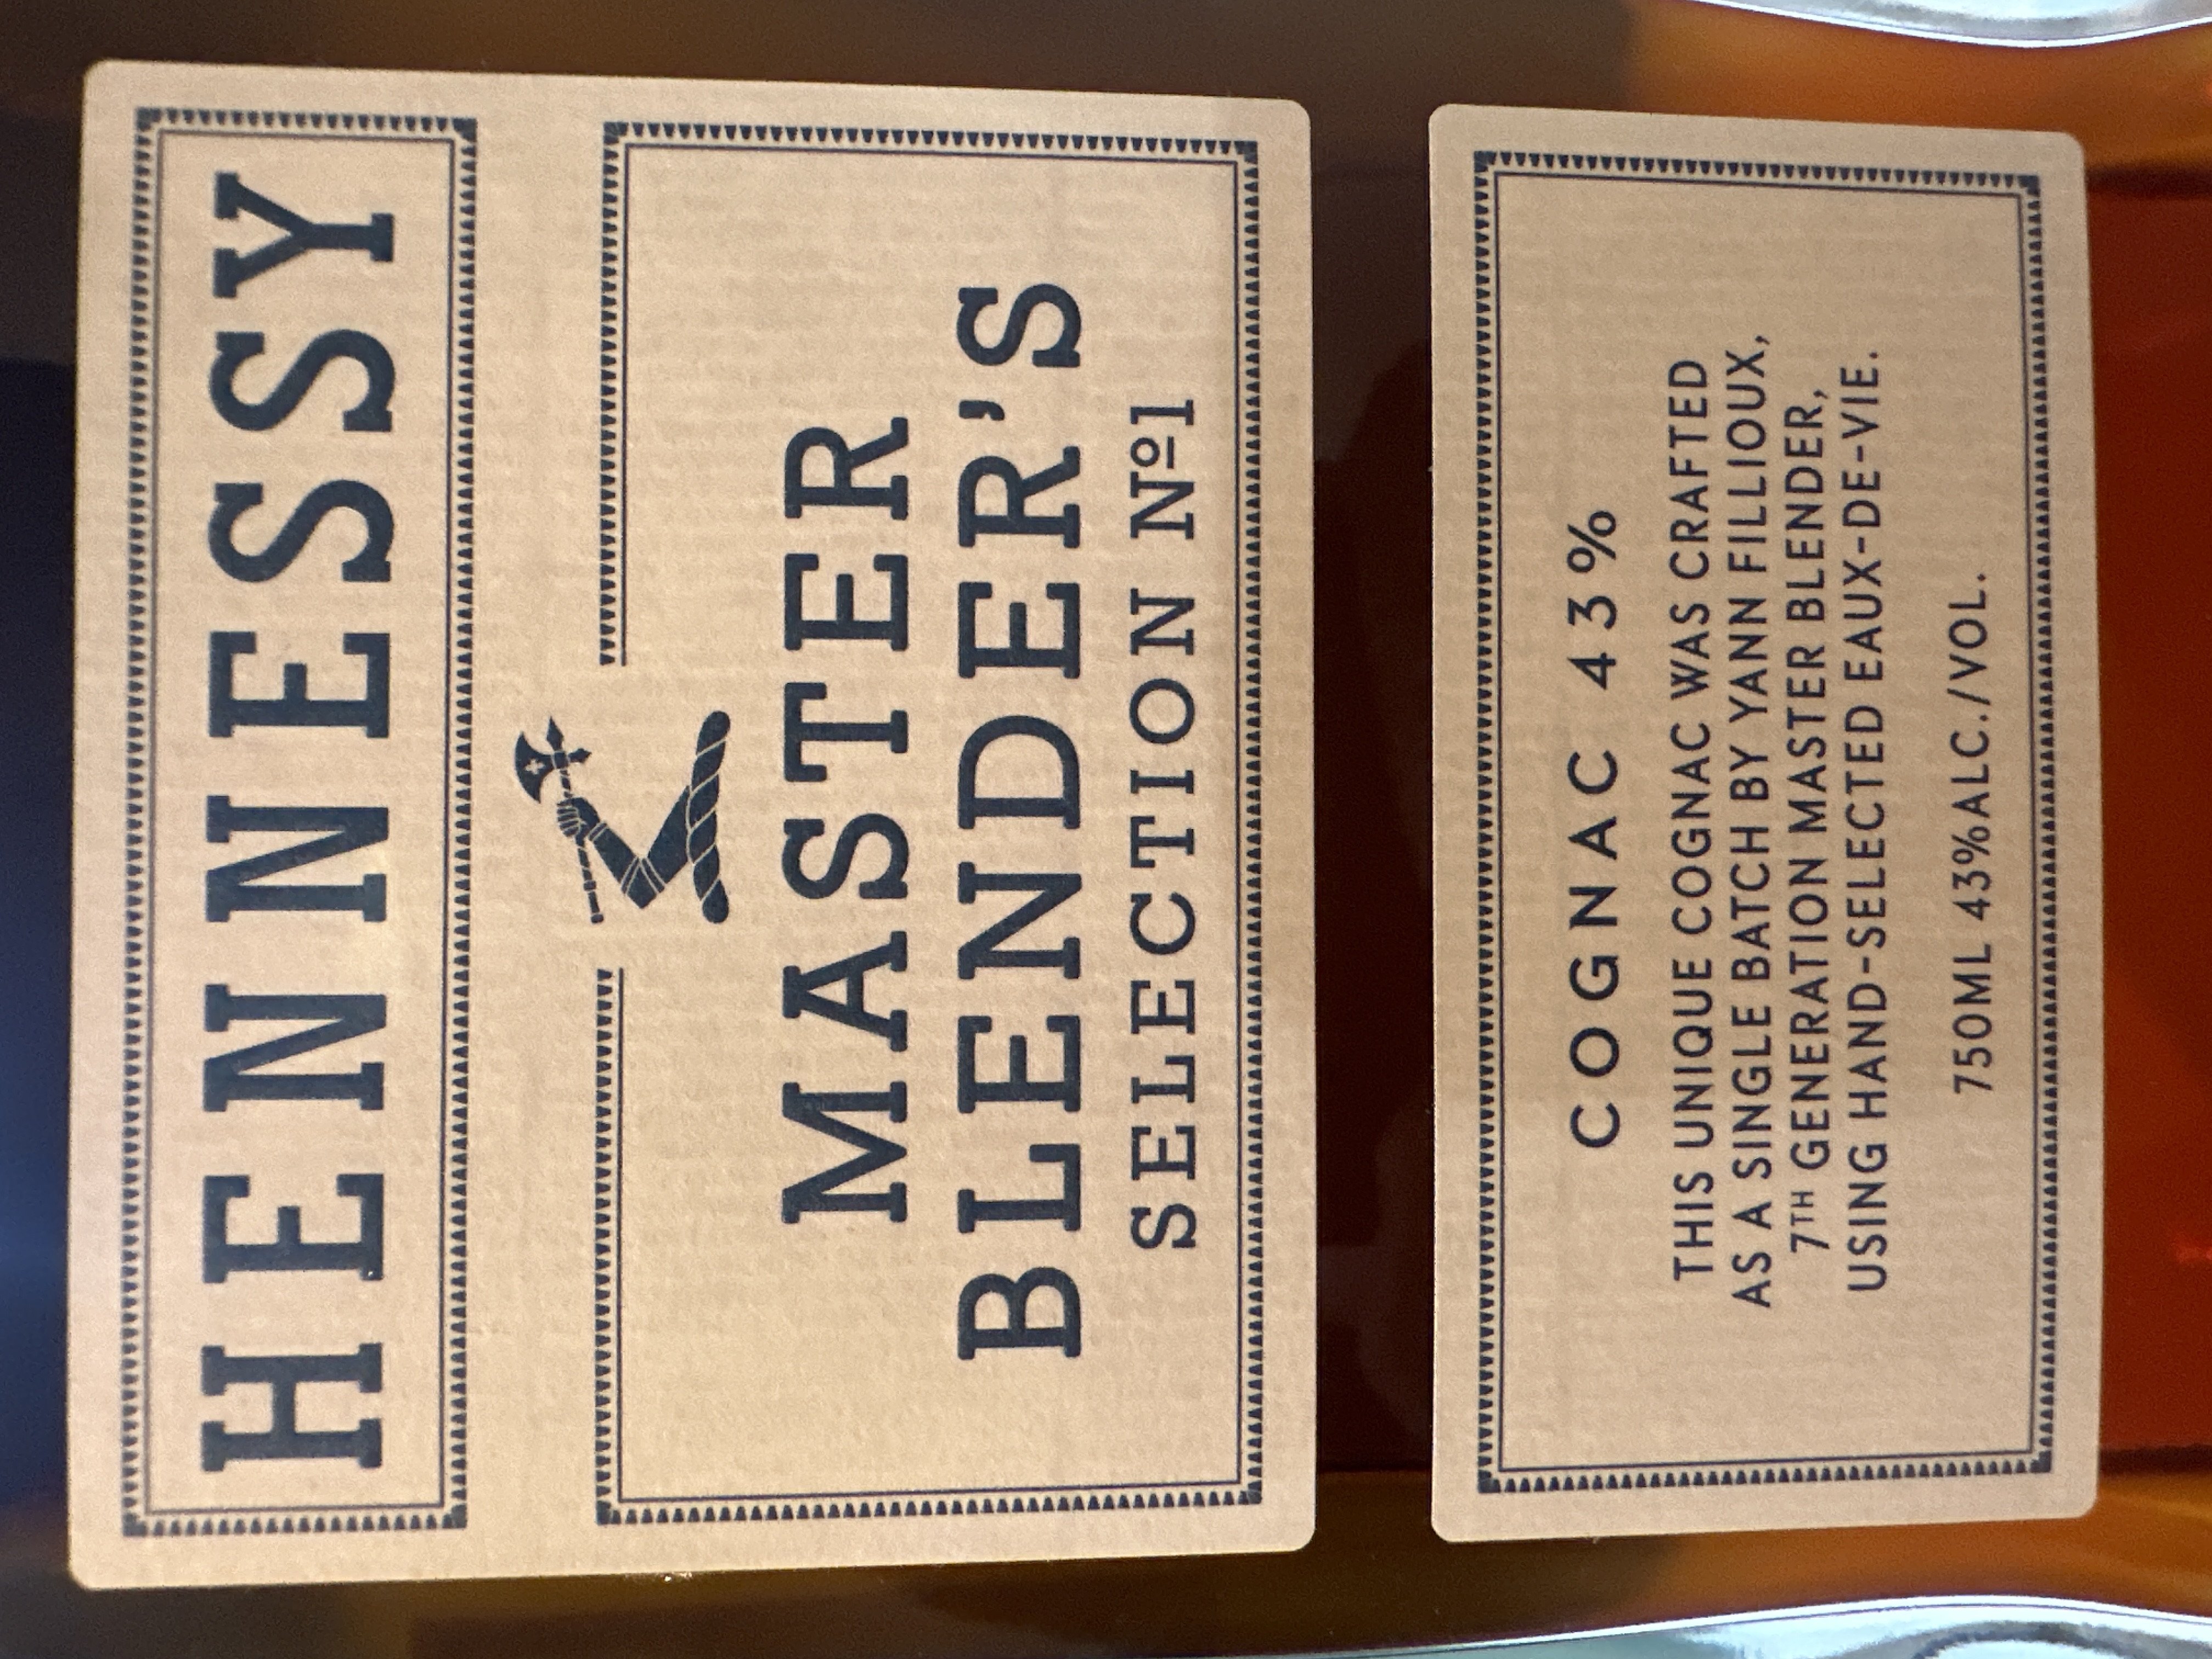 HENNESSY
MASTER
BLENDER'S
SELECTION Nº1
COGNAC 43%
THIS UNIQUE COGNAC WAS CRAFTED
AS A SINGLE BATCH BY YANN FILLIOUX,
7TH GENERATION MASTER BLENDER,
USING HAND-SELECTED EAUX-DE-VIE.
750ML 43%ALC./VOL.